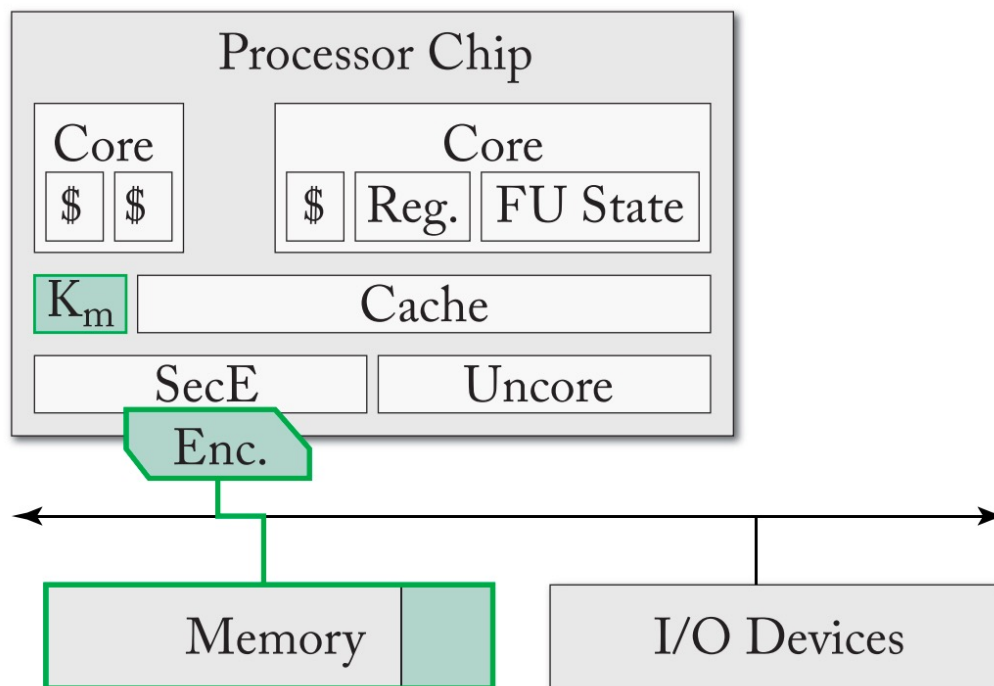 Processor Chip
Core
$ $
Core
$ Reg. FU State
Km
Cache
SecE
Uncore
Enc.
Memory
I/O Devices